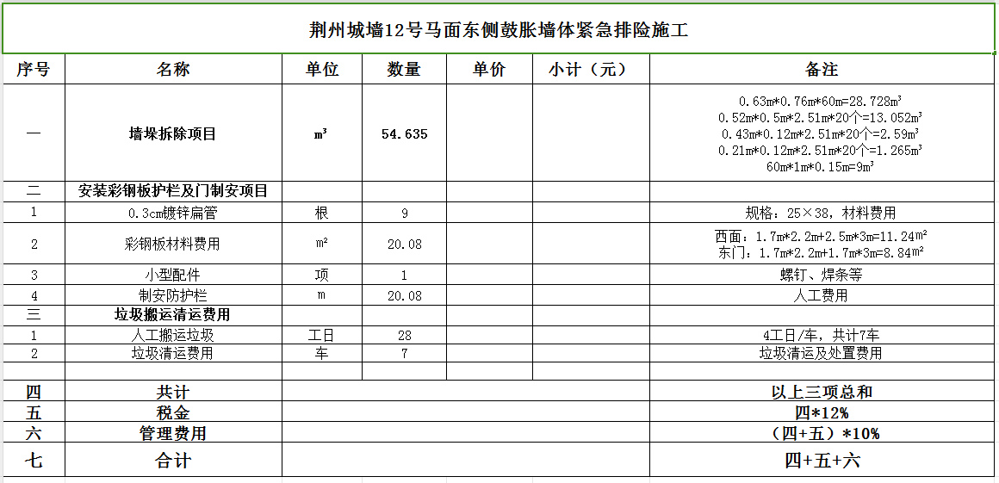 荆州城墙12号马面东侧鼓胀墙体紧急排险施工
序号 名称 单位 数量 单价 小计（元） 备注
一 墙垛拆除项目 m³ 54.635
0.63m*0.76m*60m=28.728m³
0.52m*0.5m*2.51m*20个=13.052m³
0.43m*0.12m*2.51m*20个=2.59m³
0.21m*0.12m*2.51m*20个=1.265m³
60m*1m*0.15m=9m³
二 安装彩钢板护栏及门制安项目
1 0.3cm镀锌扁管 根 9 规格：25×38，材料费用
2 彩钢板材料费用 m² 20.08
西面：1.7m*2.2m+2.5m*3m=11.24m²
东门：1.7m*2.2m+1.7m*3m=8.84m²
3 小型配件 项 1 螺钉、焊条等
4 制安防护栏 m 20.08 人工费用
三 垃圾搬运清运费用
1 人工搬运垃圾 工日 28 4工日/车，共计7车
2 垃圾清运费用 车 7 垃圾清运及处置费用
四 共计 以上三项总和
五 税金 四*12%
六 管理费用 （四+五）*10%
七 合计 四+五+六